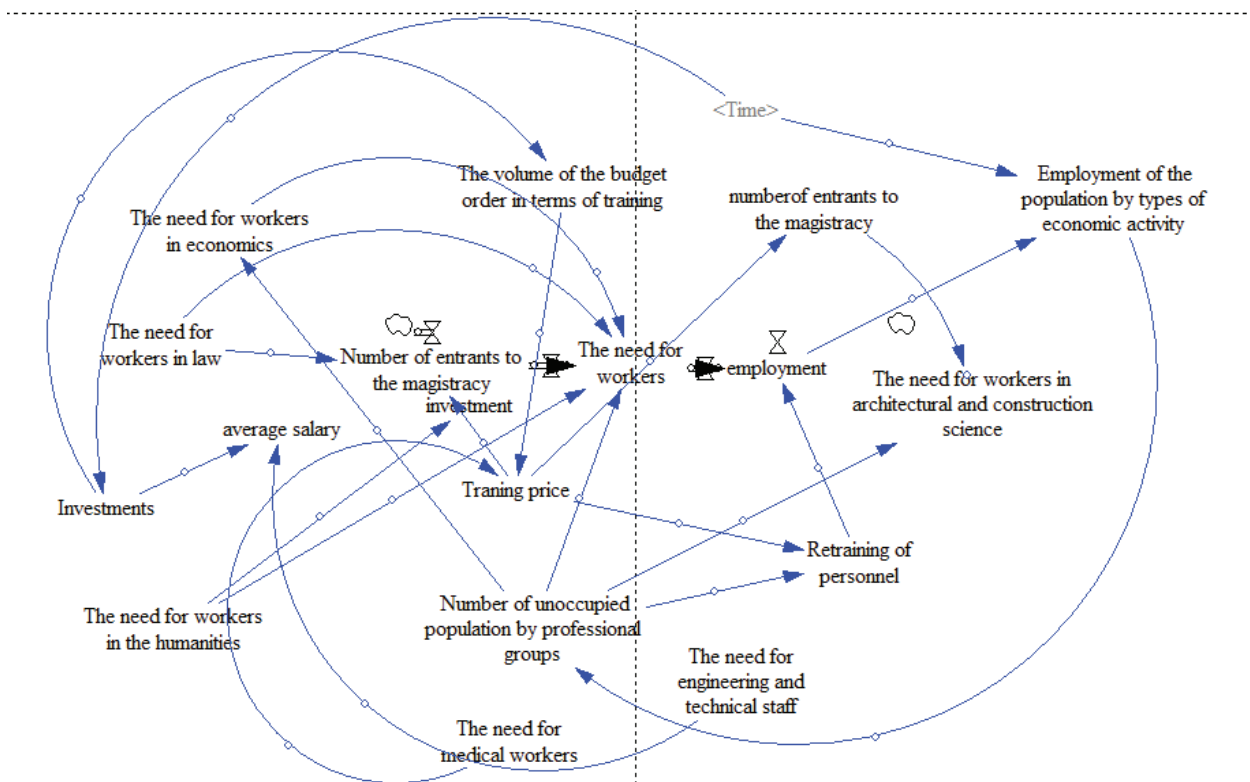 <Time>
The volume of the budget
order in terms of training
numberof entrants to
the magistracy
Employment of the
population by types of
economic activity
The need for workers
in economics
The need for
workers in law
Number of entrants to
the magistracy
investment
The need for
workers
employment
The need for workers in
architectural and construction
science
average salary
Investments
Traning price
Retraining of
personnel
The need for workers
in the humanities
Number of unoccupied
population by professional
groups
The need for
engineering and
technical staff
The need for
medical workers